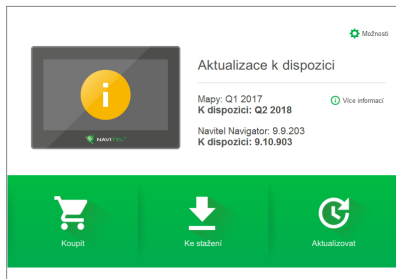 Možnosti
Aktualizace k dispozici
Mapy: Q1 2017
K dispozici: Q2 2018
Více informací
Navitel Navigator: 9.9.203
K dispozici: 9.10.903
NAVITEL
Koupit
Ke stažení
Aktualizovat